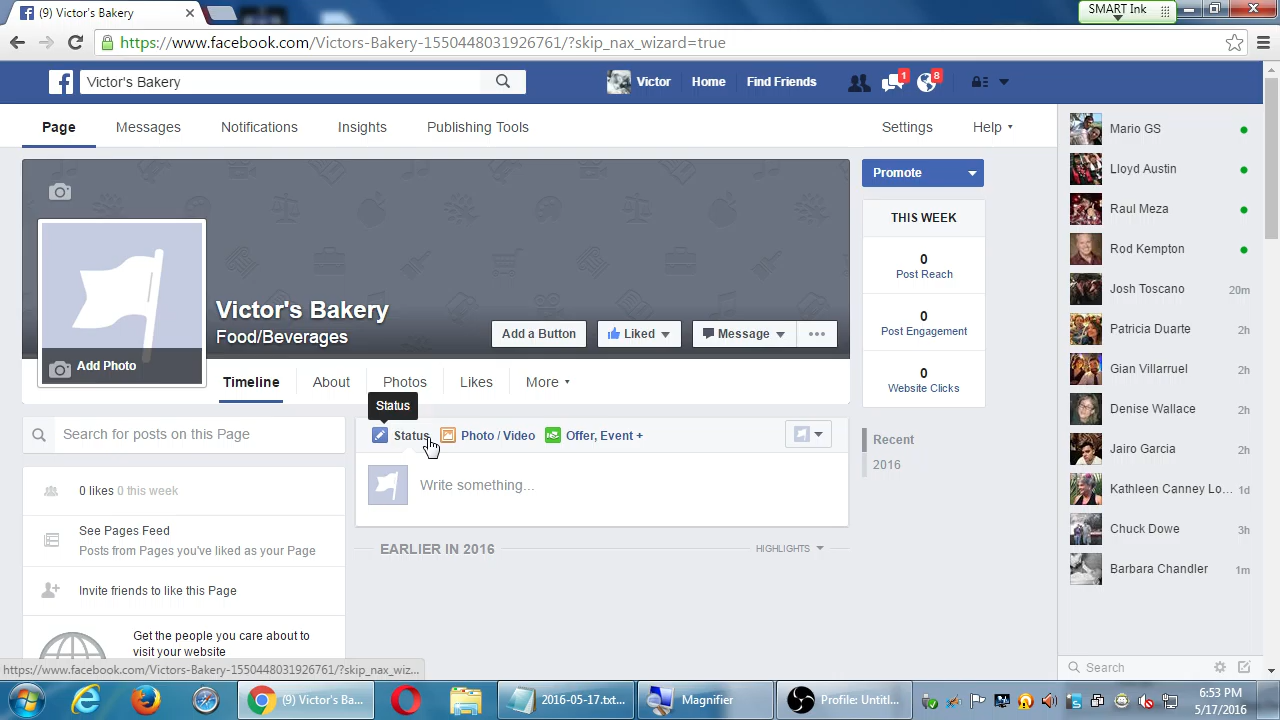 (9) Victor's Bakery
SMART Ink
https://www.facebook.com/Victors-Bakery-1550448031926761/?skip_nax_wizard=true
Victor's Bakery
Victor
Home
Find Friends
1
8
Page
Messages
Notifications
Insights
Publishing Tools
Settings
Help
Add Photo
Victor's Bakery
Food/Beverages
Add a Button
Liked
Message
Timeline
About
Photos
Likes
More
Promote
THIS WEEK
0
Post Reach
0
Post Engagement
0
Website Clicks
Recent
2016
Search for posts on this Page
0 likes 0 this week
See Pages Feed
Posts from Pages you've liked as your Page
Invite friends to like this Page
Get the people you care about to
visit your website
Status
Status
Photo / Video
Offer, Event +
Write something...
EARLIER IN 2016
HIGHLIGHTS
Mario GS
Lloyd Austin
Raul Meza
Rod Kempton
Josh Toscano 20m
Patricia Duarte 2h
Gian Villarruel 2h
Denise Wallace 2h
Jairo Garcia 2h
Kathleen Canney Lo... 1d
Chuck Dowe 3h
Barbara Chandler 1m
Search
https://www.facebook.com/Victors-Bakery-1550448031926761/?skip_nax_wiz...
(9) Victor's Ba...
2016-05-17.txt...
Magnifier
Profile: Untitl...
6:53 PM
5/17/2016